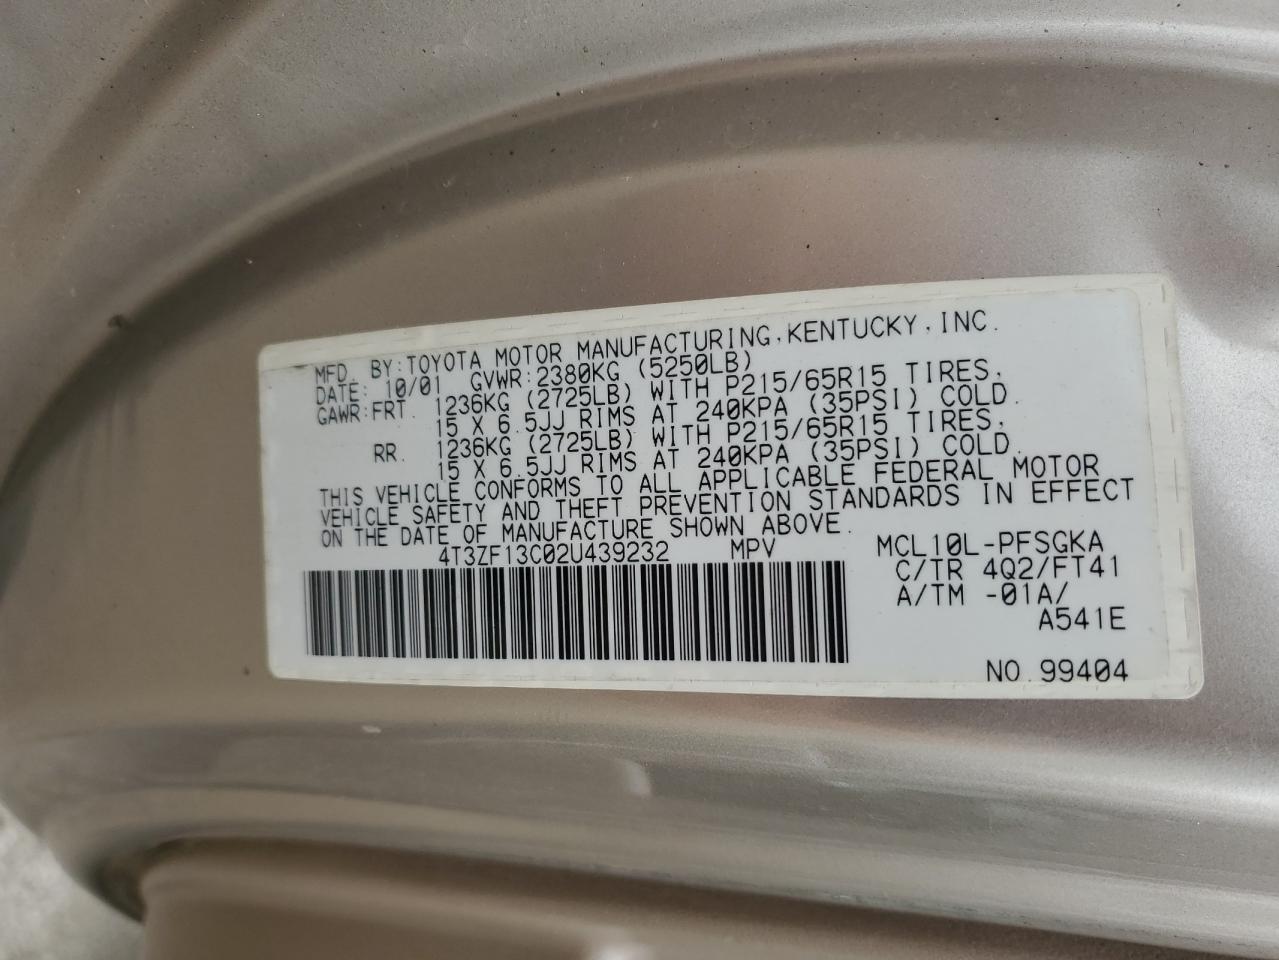 MFD. BY:TOYOTA MOTOR MANUFACTURING,KENTUCKY,INC.
DATE: 10/01 GVWR:2380KG (5250LB)
GAWR:FRT. 1236KG (2725LB) WITH P215/65R15 TIRES,
15 X 6.5JJ RIMS AT 240KPA (35PSI) COLD.
RR. 1236KG (2725LB) WITH P215/65R15 TIRES,
15 X 6.5JJ RIMS AT 240KPA (35PSI) COLD.
THIS VEHICLE CONFORMS TO ALL APPLICABLE FEDERAL MOTOR
VEHICLE SAFETY AND THEFT PREVENTION STANDARDS IN EFFECT
ON THE DATE OF MANUFACTURE SHOWN ABOVE.
4T3ZF13C02U439232 MPV MCL10L-PFSGKA
C/TR 4Q2/FT41
A/TM -01A/
A541E
NO.99404